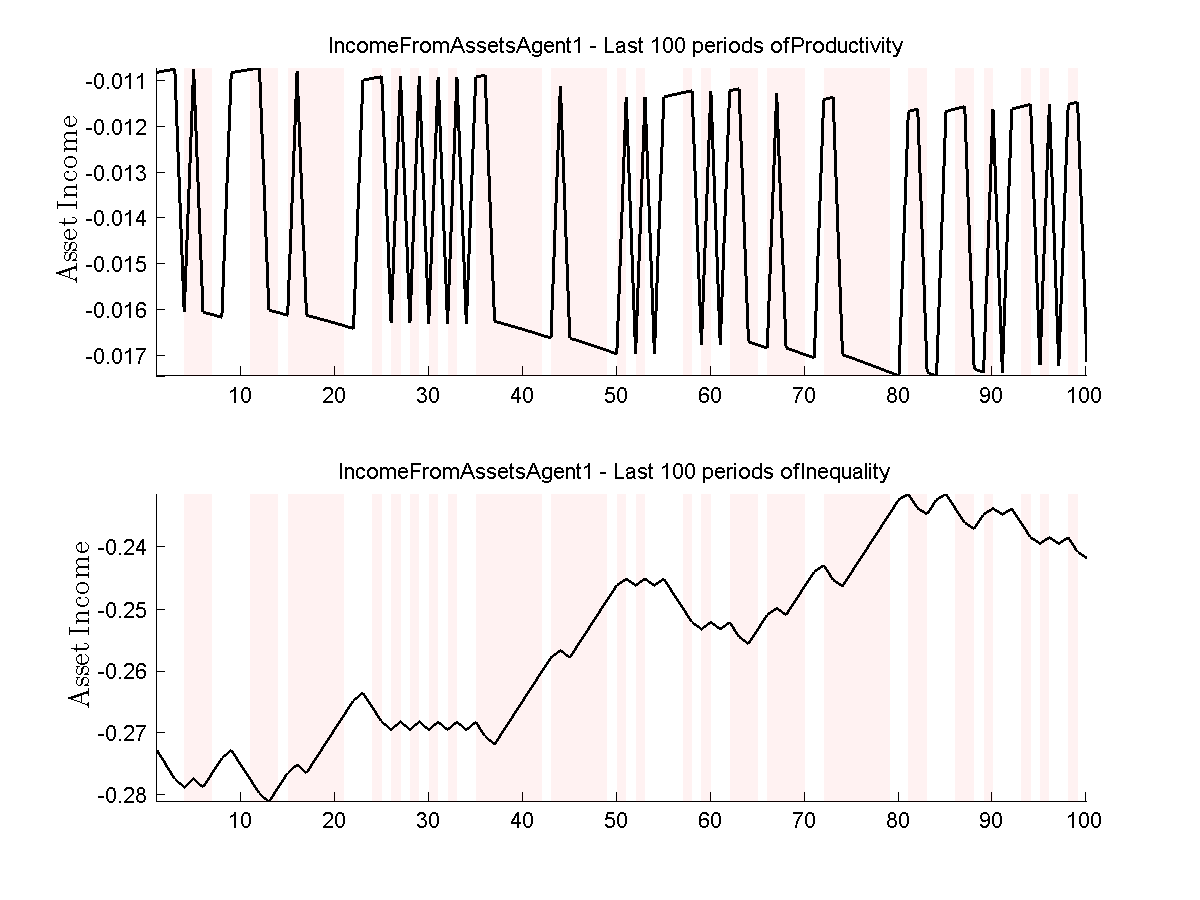 IncomeFromAssetsAgent1 - Last 100 periods ofProductivity
Asset Income
-0.011
-0.012
-0.013
-0.014
-0.015
-0.016
-0.017
10 20 30 40 50 60 70 80 90 100
IncomeFromAssetsAgent1 - Last 100 periods ofInequality
Asset Income
-0.24
-0.25
-0.26
-0.27
-0.28
10 20 30 40 50 60 70 80 90 100